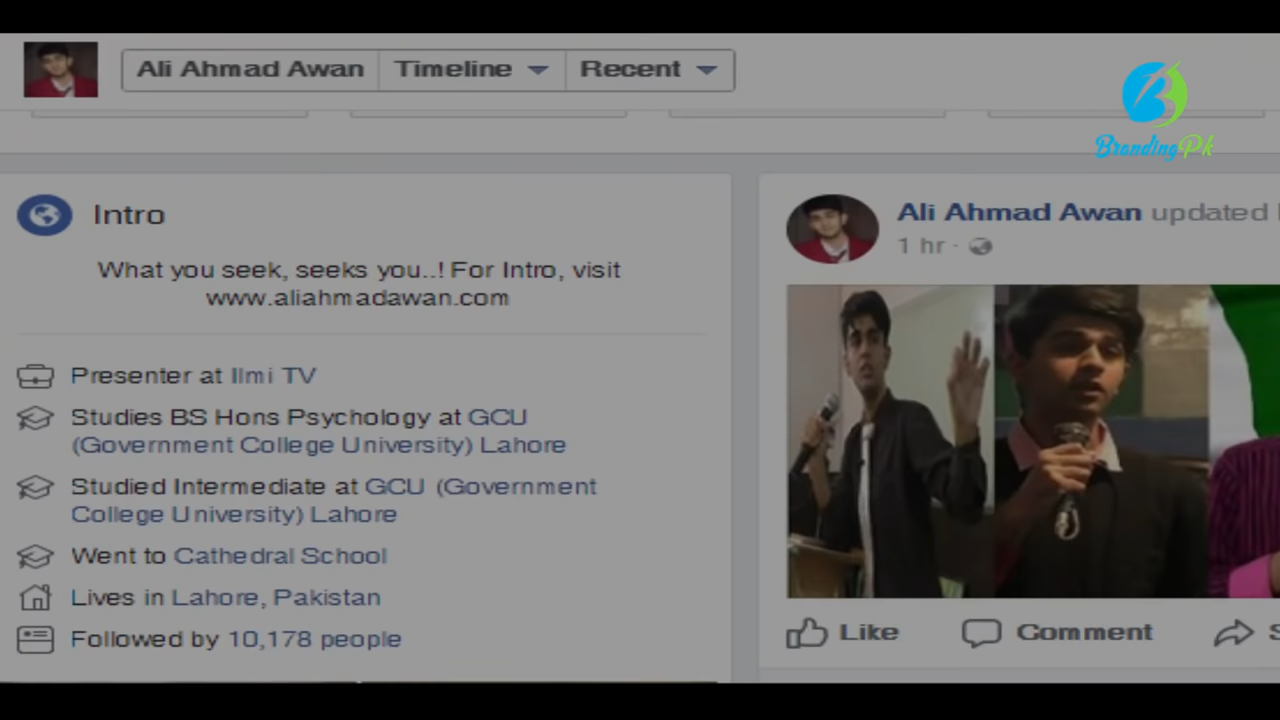 Ali Ahmad Awan Timeline Recent
BrandingPk
Intro
What you seek, seeks you..! For Intro, visit
www.aliahmadawan.com
Presenter at Ilmi TV
Studies BS Hons Psychology at GCU
(Government College University) Lahore
Studied Intermediate at GCU (Government
College University) Lahore
Went to Cathedral School
Lives in Lahore, Pakistan
Followed by 10,178 people
Ali Ahmad Awan updated
1 hr ·
Like Comment